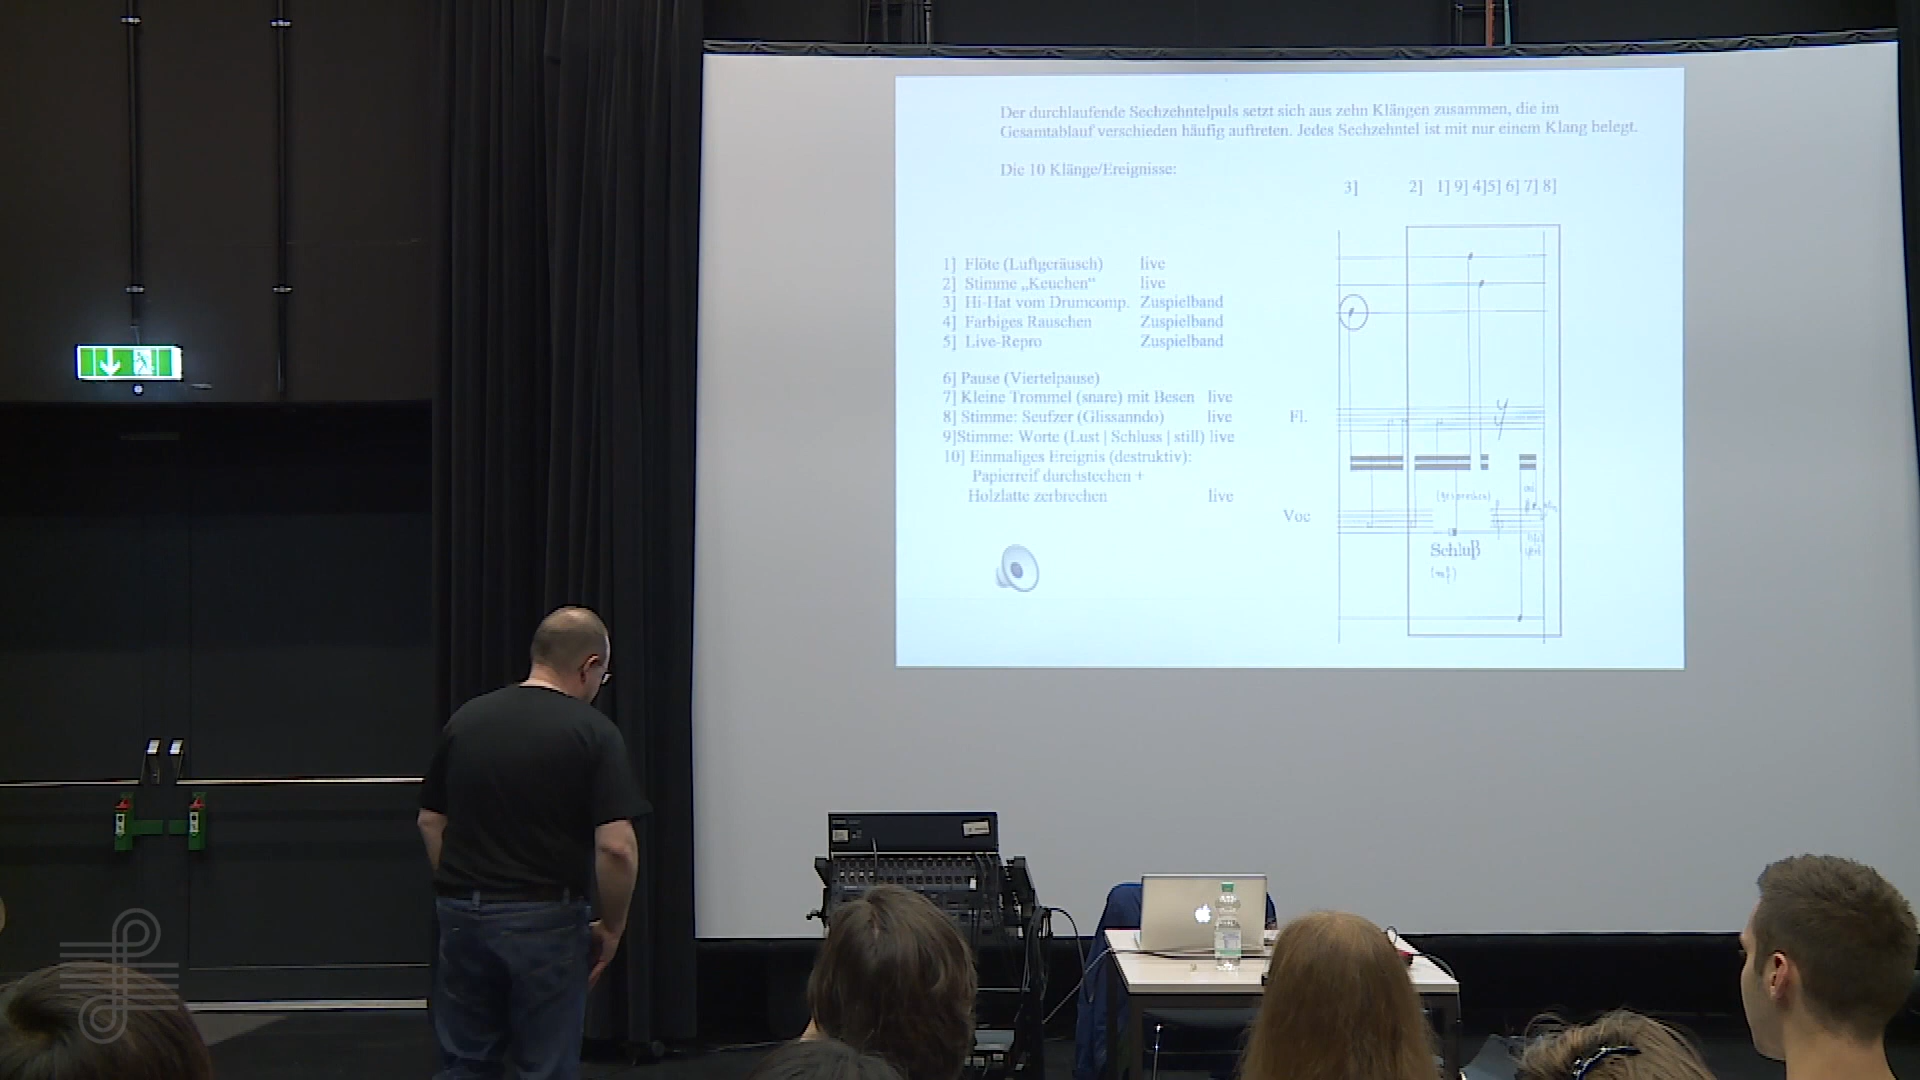 Der durchlaufende Sechzehntelpuls setzt sich aus zehn Klängen zusammen, die im
Gesamtablauf verschieden häufig auftreten. Jedes Sechzehntel ist mit nur einem Klang belegt.
Die 10 Klänge/Ereignisse:
3] 2] 1] 9] 4]5] 6] 7] 8]
1] Flöte (Luftgeräusch) live
2] Stimme „Keuchen“ live
3] Hi-Hat vom Drumcomp. Zuspielband
4] Farbiges Rauschen Zuspielband
5] Live-Repro Zuspielband
6] Pause (Viertelpause)
7] Kleine Trommel (snare) mit Besen live
8] Stimme: Seufzer (Glissanndo) live
9]Stimme: Worte (Lust | Schluss | still) live
10] Einmaliges Ereignis (destruktiv):
Papierreif durchstechen +
Holzlatte zerbrechen live
Fl.
(gesprochen)
Voc
Schluß
(mf)